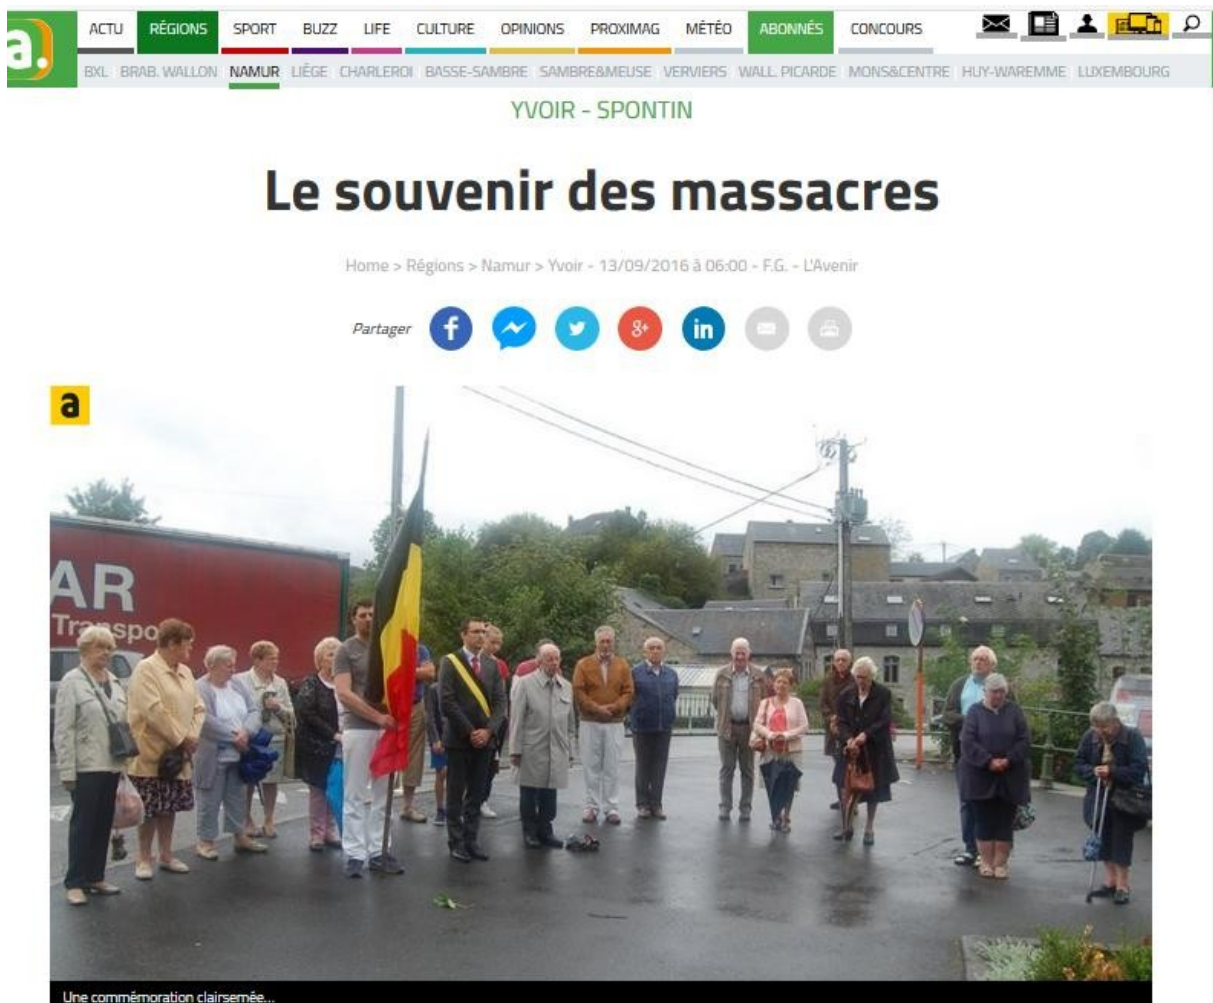 a.
ACTU RÉGIONS SPORT BUZZ LIFE CULTURE OPINIONS PROXIMAG MÉTÉO ABONNÉS CONCOURS
BXL BRAB. WALLON NAMUR LIÈGE CHARLEROI BASSE-SAMBRE SAMBRE&MEUSE VERVIERS WALL. PICARDE MONS&CENTRE HUY-WAREMME LUXEMBOURG
YVOIR - SPONTIN
Le souvenir des massacres
Home > Régions > Namur > Yvoir - 13/09/2016 à 06:00 - F.G. - L'Avenir
Partager f 8+ in
a
AR
Transpo
Une commémoration clairsemée...